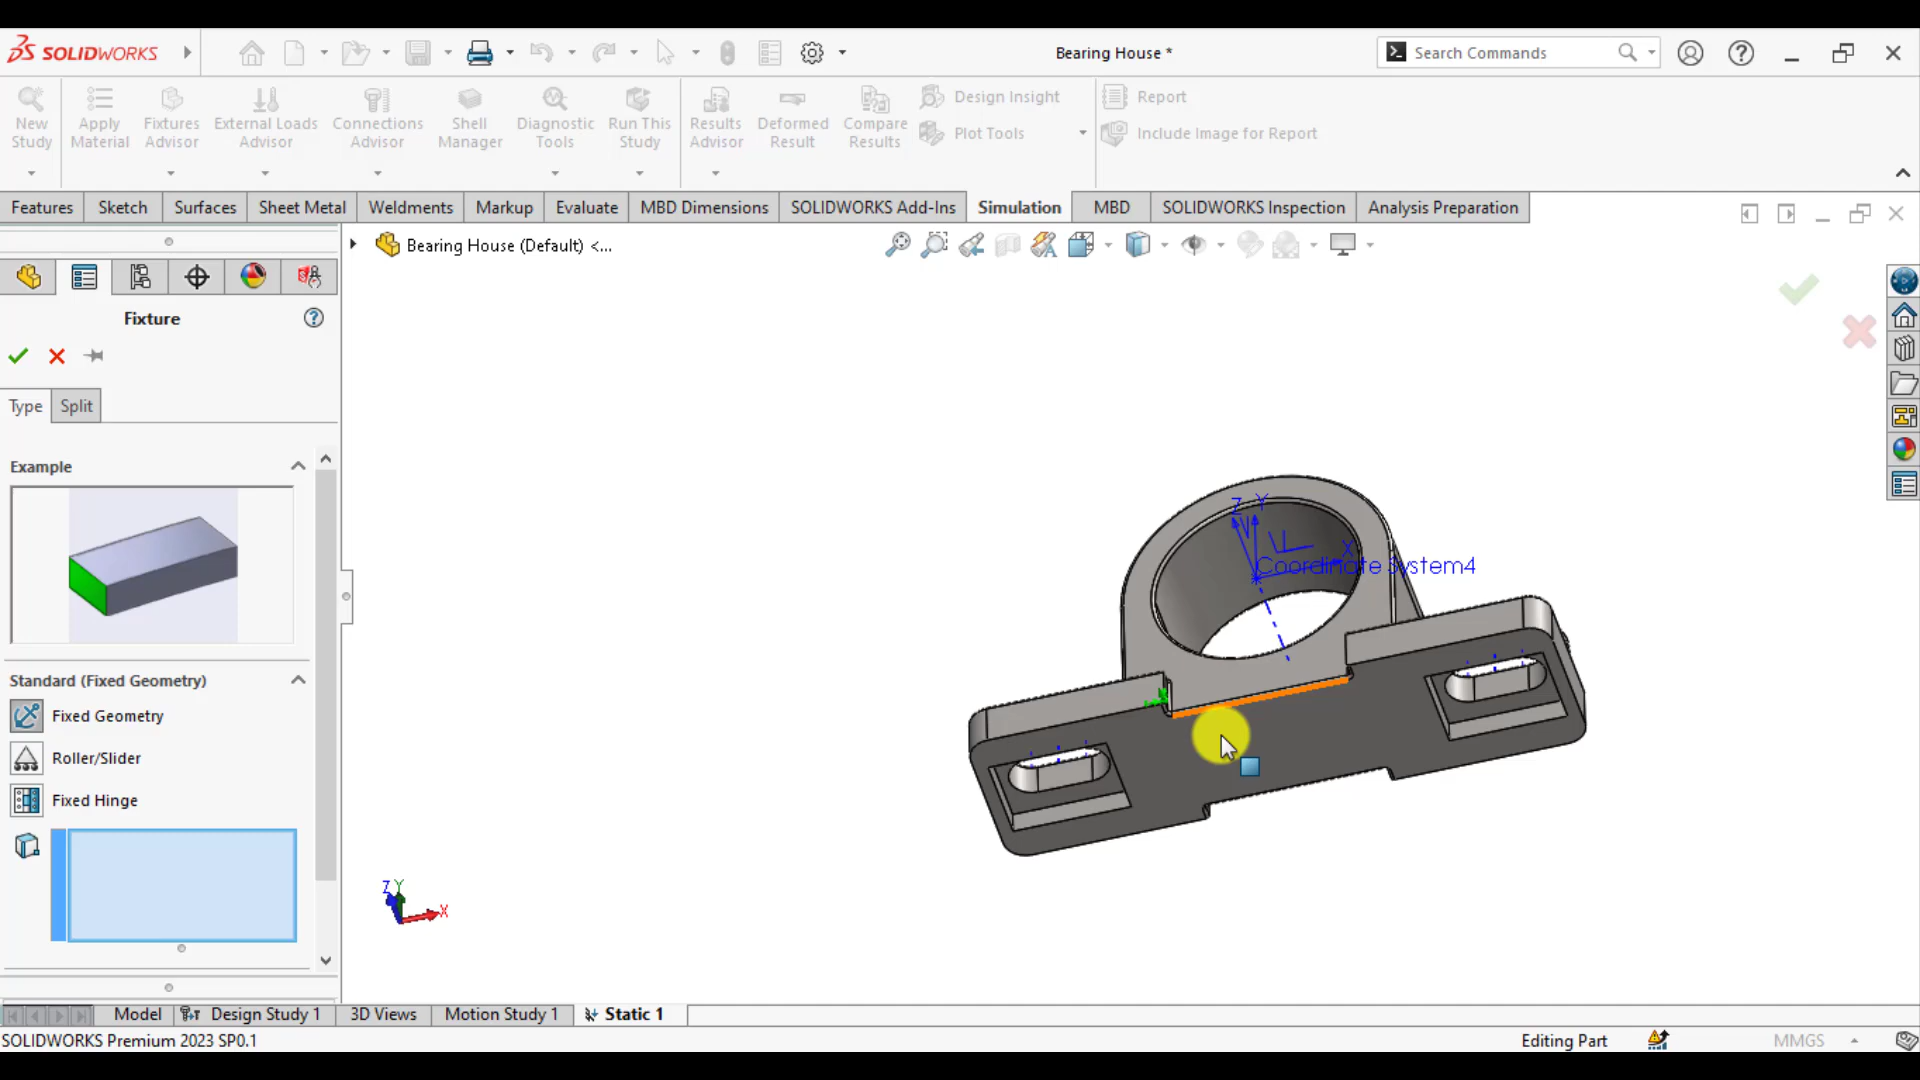 SOLIDWORKS
Bearing House *
Search Commands
New Study
Apply Material
Fixtures Advisor
External Loads Advisor
Connections Advisor
Shell Manager
Diagnostic Tools
Run This Study
Results Advisor
Deformed Result
Compare Results
Design Insight
Plot Tools
Report
Include Image for Report
Features
Sketch
Surfaces
Sheet Metal
Weldments
Markup
Evaluate
MBD Dimensions
SOLIDWORKS Add-Ins
Simulation
MBD
SOLIDWORKS Inspection
Analysis Preparation
Bearing House (Default) <...
Fixture
Type
Split
Example
Standard (Fixed Geometry)
Fixed Geometry
Roller/Slider
Fixed Hinge
Z Y
X
Coordinate System4
Z Y
X
Model
Design Study 1
3D Views
Motion Study 1
Static 1
SOLIDWORKS Premium 2023 SP0.1
Editing Part
MMGS